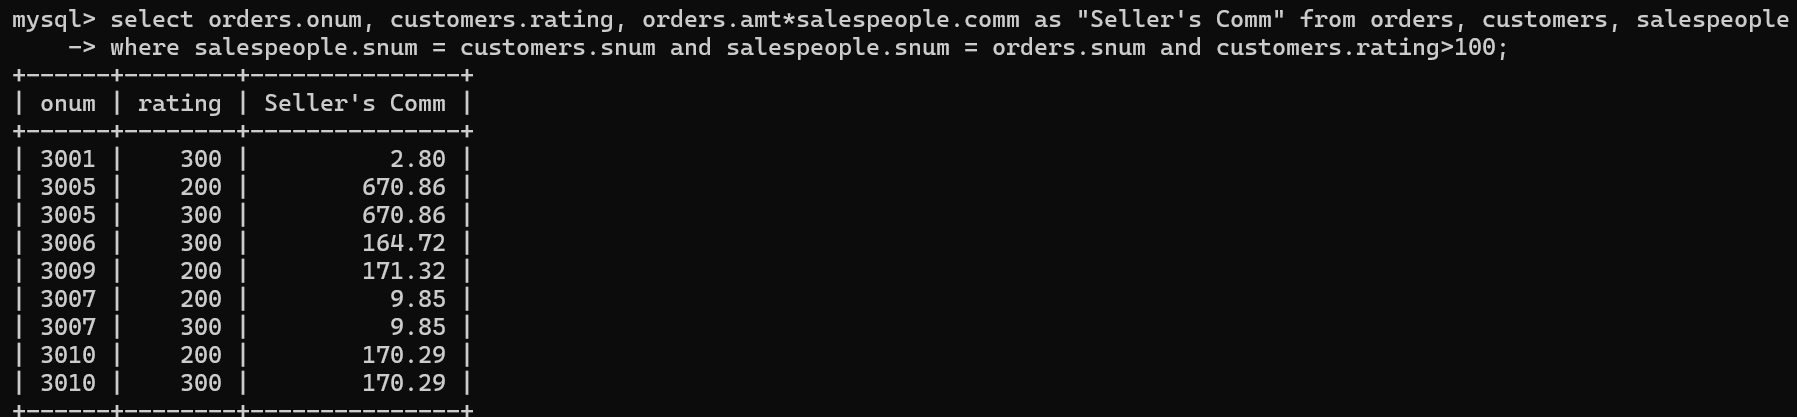 mysql> select orders.onum, customers.rating, orders.amt*salespeople.comm as "Seller's Comm" from orders, customers, salespeople
    -> where salespeople.snum = customers.snum and salespeople.snum = orders.snum and customers.rating>100;
+------+--------+---------------+
| onum | rating | Seller's Comm |
+------+--------+---------------+
| 3001 |    300 |          2.80 |
| 3005 |    200 |        670.86 |
| 3005 |    300 |        670.86 |
| 3006 |    300 |        164.72 |
| 3009 |    200 |        171.32 |
| 3007 |    200 |          9.85 |
| 3007 |    300 |          9.85 |
| 3010 |    200 |        170.29 |
| 3010 |    300 |        170.29 |
+------+--------+---------------+